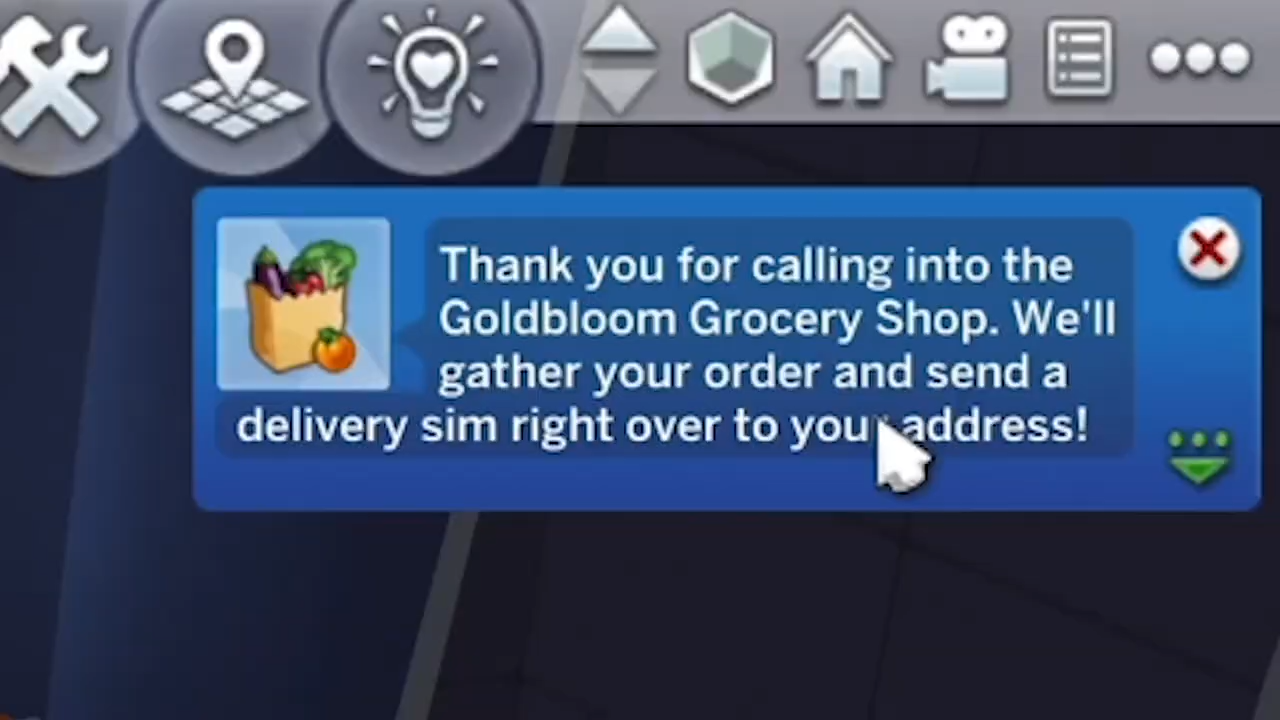 Thank you for calling into the
Goldbloom Grocery Shop. We'll
gather your order and send a
delivery sim right over to your address!